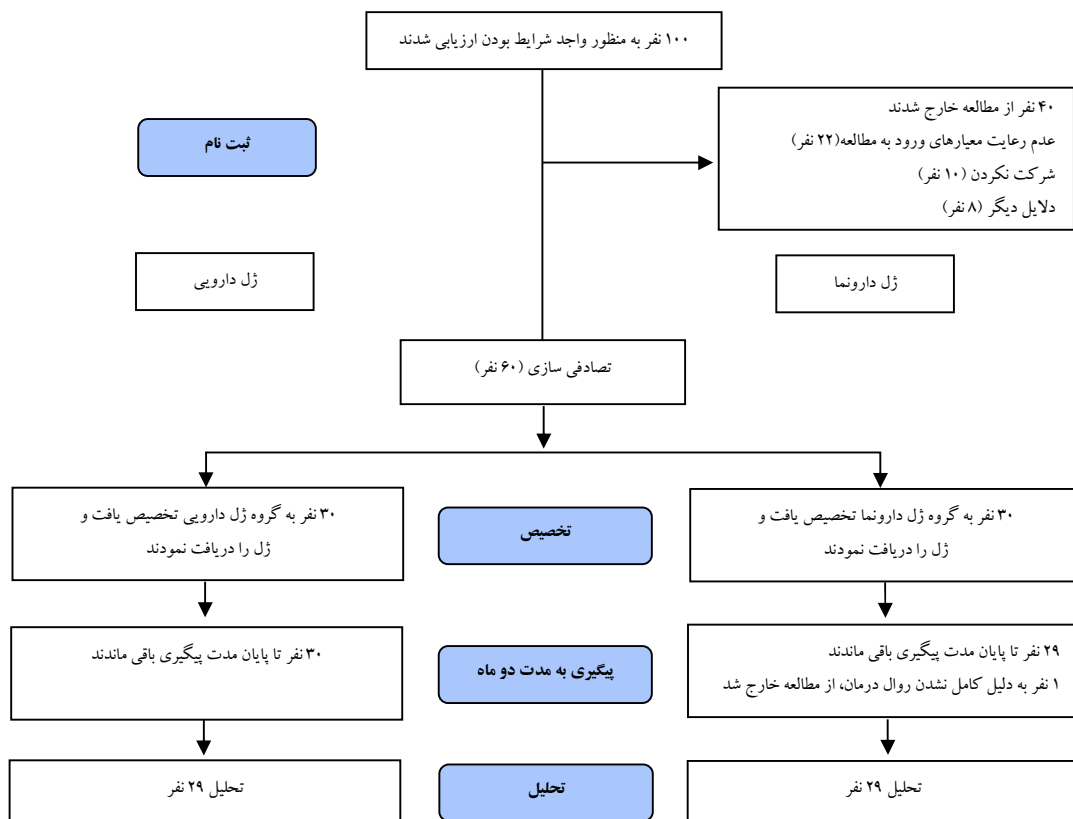 ۱۰۰ نفر به منظور واجد شرایط بودن ارزیابی شدند
۴۰ نفر از مطالعه خارج شدند
عدم رعایت معیارهای ورود به مطالعه(۲۲ نفر)
شرکت نکردن (۱۰ نفر)
دلایل دیگر (۸ نفر)
ثبت نام
ژل دارونما
ژل دارویی
تصادفی سازی (۶۰ نفر)
۳۰ نفر به گروه ژل دارونما تخصیص یافت و
ژل را دریافت نمودند
تخصیص
۳۰ نفر به گروه ژل دارویی تخصیص یافت و
ژل را دریافت نمودند
۲۹ نفر تا پایان مدت پیگیری باقی ماندند
۱ نفر به دلیل کامل نشدن روال درمان، از مطالعه خارج شد
پیگیری به مدت دو ماه
۳۰ نفر تا پایان مدت پیگیری باقی ماندند
تحلیل ۲۹ نفر
تحلیل
تحلیل ۲۹ نفر